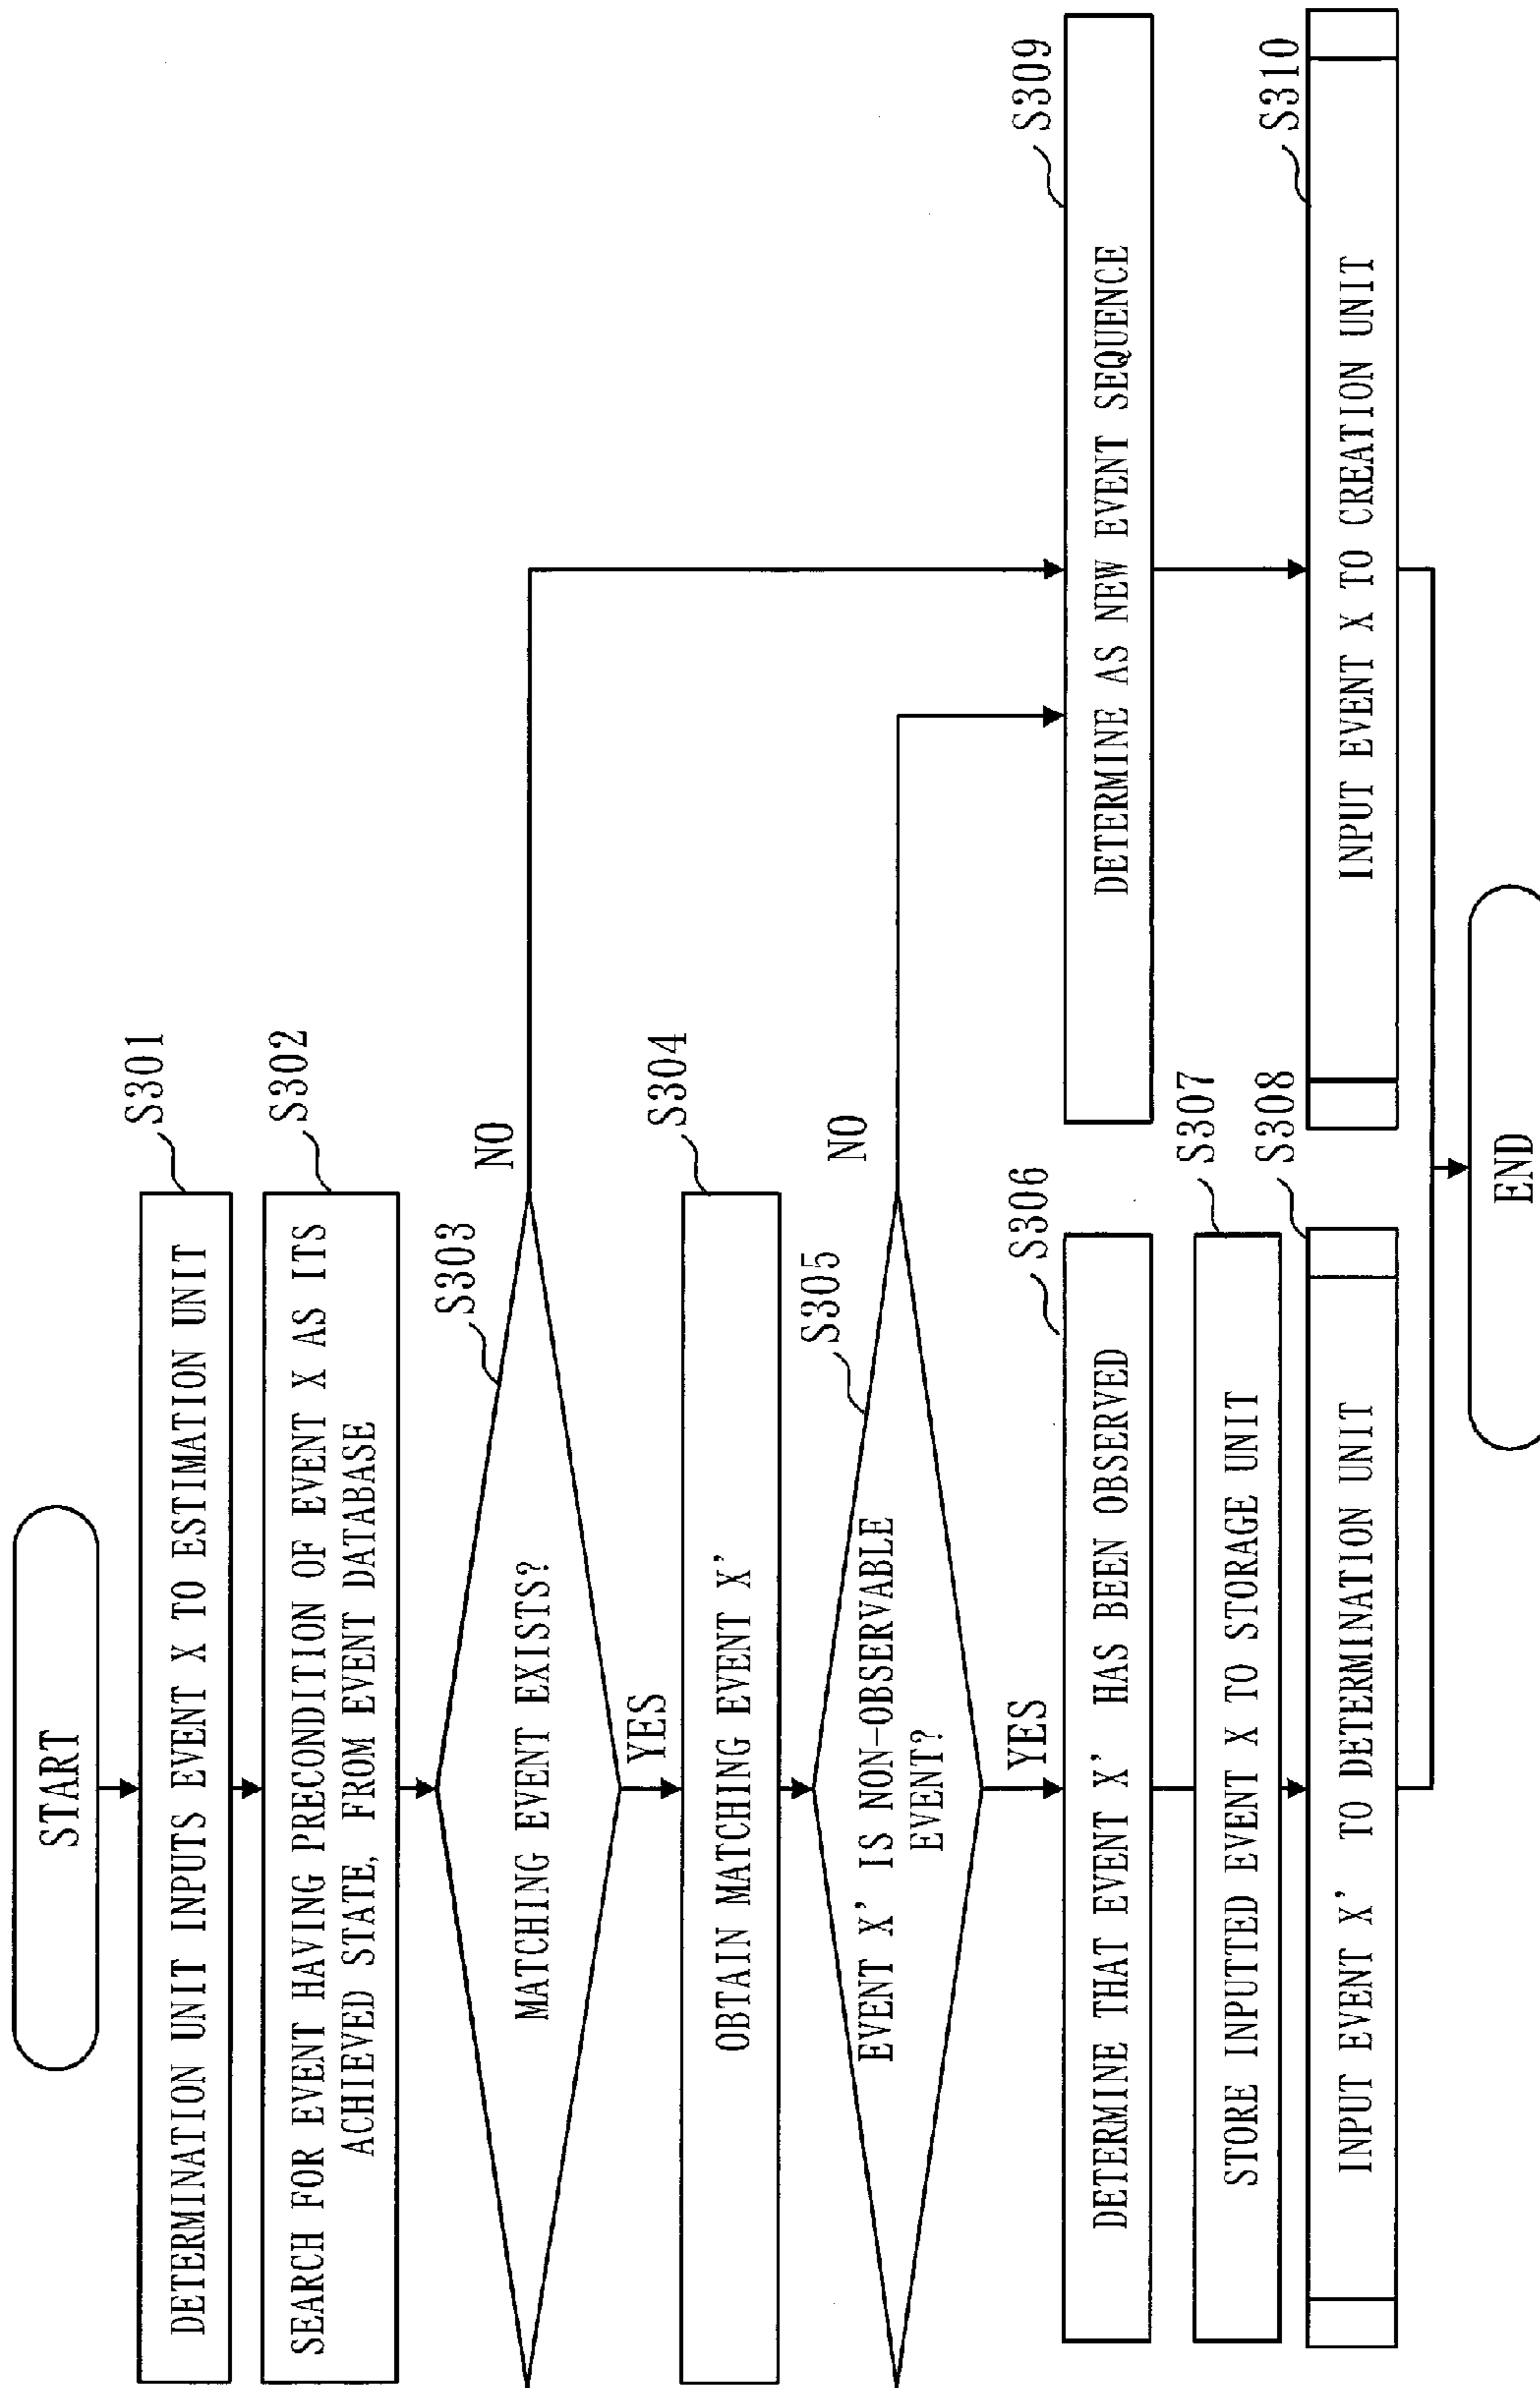 START
S301
DETERMINATION UNIT INPUTS EVENT X TO ESTIMATION UNIT
S302
SEARCH FOR EVENT HAVING PRECONDITION OF EVENT X AS ITS
ACHIEVED STATE, FROM EVENT DATABASE
S303
MATCHING EVENT EXISTS?
NO
YES
S304
OBTAIN MATCHING EVENT X'
S305
EVENT X' IS NON-OBSERVABLE
EVENT?
NO
YES
S306
DETERMINE THAT EVENT X' HAS BEEN OBSERVED
S309
DETERMINE AS NEW EVENT SEQUENCE
S307
STORE INPUTTED EVENT X TO STORAGE UNIT
S308
INPUT EVENT X' TO DETERMINATION UNIT
S310
INPUT EVENT X TO CREATION UNIT
END